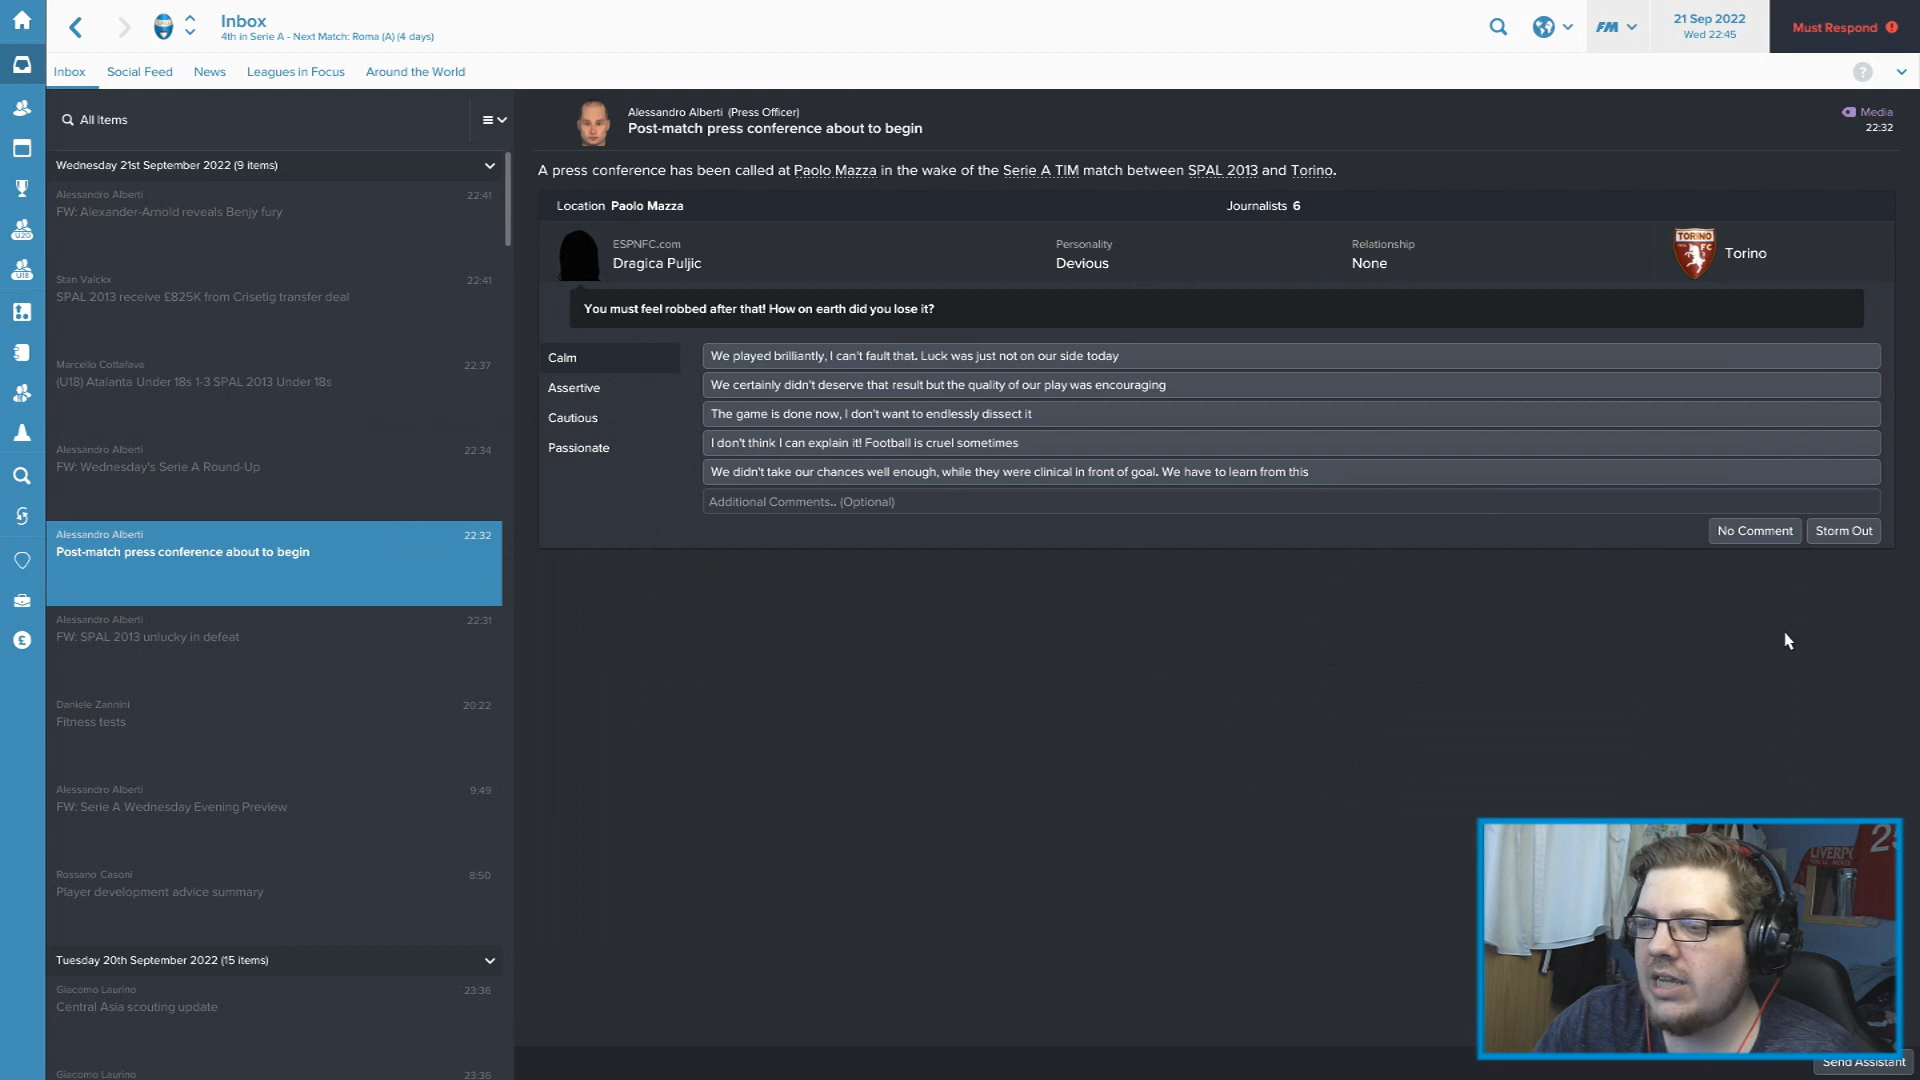 Inbox
4th in Serie A - Next Match: Roma (A) (4 days)
FM
21 Sep 2022
Wed 22:45
Must Respond
Inbox
Social Feed
News
Leagues in Focus
Around the World
?
All Items
Wednesday 21st September 2022 (9 items)
Alessandro Alberti
22:41
FW: Alexander-Arnold reveals Benjy fury
Stan Valckx
22:41
SPAL 2013 receive £825K from Crisetig transfer deal
Marcello Cottafava
22:37
(U18) Atalanta Under 18s 1-3 SPAL 2013 Under 18s
Alessandro Alberti
22:34
FW: Wednesday's Serie A Round-Up
Alessandro Alberti
22:32
Post-match press conference about to begin
Alessandro Alberti
22:31
FW: SPAL 2013 unlucky in defeat
Daniele Zannini
20:22
Fitness tests
Alessandro Alberti
9:49
FW: Serie A Wednesday Evening Preview
Rossano Casoni
8:50
Player development advice summary
Tuesday 20th September 2022 (15 items)
Giacomo Laurino
23:36
Central Asia scouting update
Giacomo Laurino
23:36
U20
U18
£
Alessandro Alberti (Press Officer)
Post-match press conference about to begin
Media
22:32
A press conference has been called at Paolo Mazza in the wake of the Serie A TIM match between SPAL 2013 and Torino.
Location Paolo Mazza
Journalists 6
ESPNFC.com
Dragica Puljic
Personality
Devious
Relationship
None
TORINO
FC
Torino
You must feel robbed after that! How on earth did you lose it?
Calm
Assertive
Cautious
Passionate
We played brilliantly, I can't fault that. Luck was just not on our side today
We certainly didn't deserve that result but the quality of our play was encouraging
The game is done now, I don't want to endlessly dissect it
I don't think I can explain it! Football is cruel sometimes
We didn't take our chances well enough, while they were clinical in front of goal. We have to learn from this
Additional Comments.. (Optional)
No Comment
Storm Out
LIVERP
Send Assistant